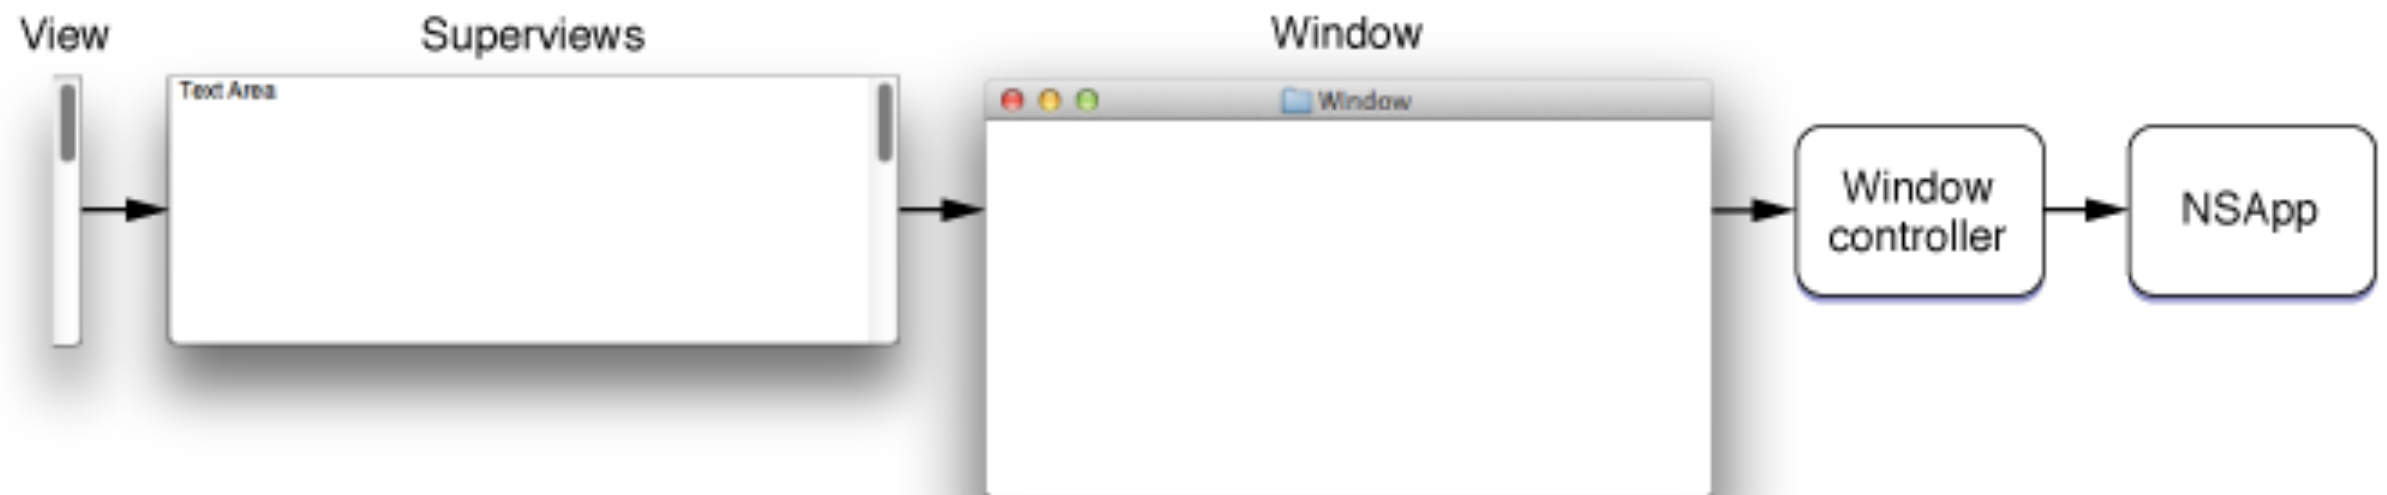 View
Superviews
Window
Text Area
Window
Window
controller
NSApp